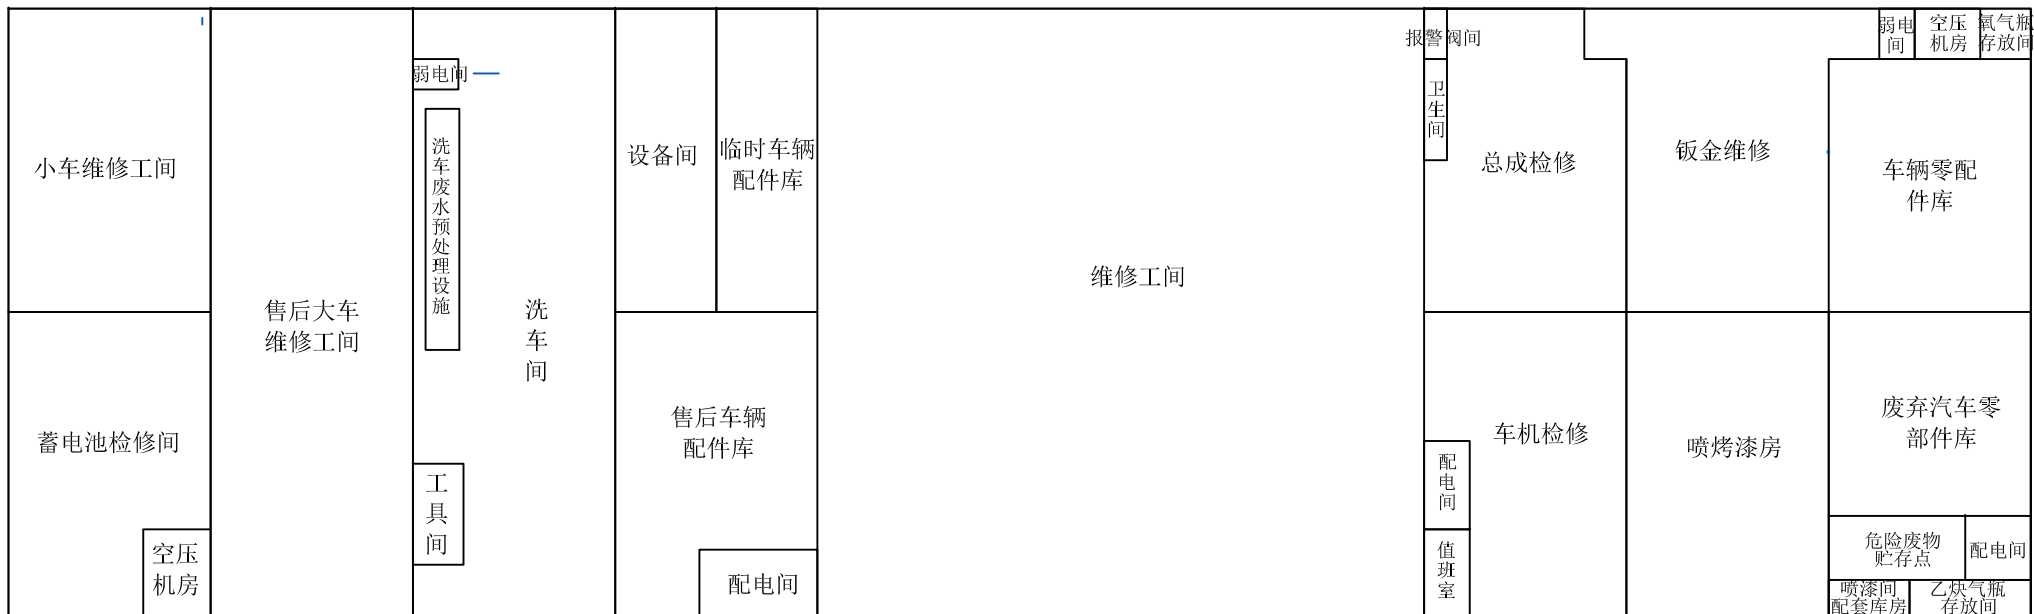 小车维修工间
蓄电池检修间
空压
机房
售后大车
维修工间
弱电间
洗车废水预处理设施
洗车间
工具间
设备间
临时车辆
配件库
售后车辆
配件库
配电间
维修工间
报警阀间
卫生间
总成检修
钣金维修
弱电
间
空压
机房
氧气瓶
存放间
车辆零配
件库
车机检修
配电间
值班室
喷烤漆房
废弃汽车零
部件库
危险废物
贮存点
配电间
喷漆间
配套库房
乙炔气瓶
存放间